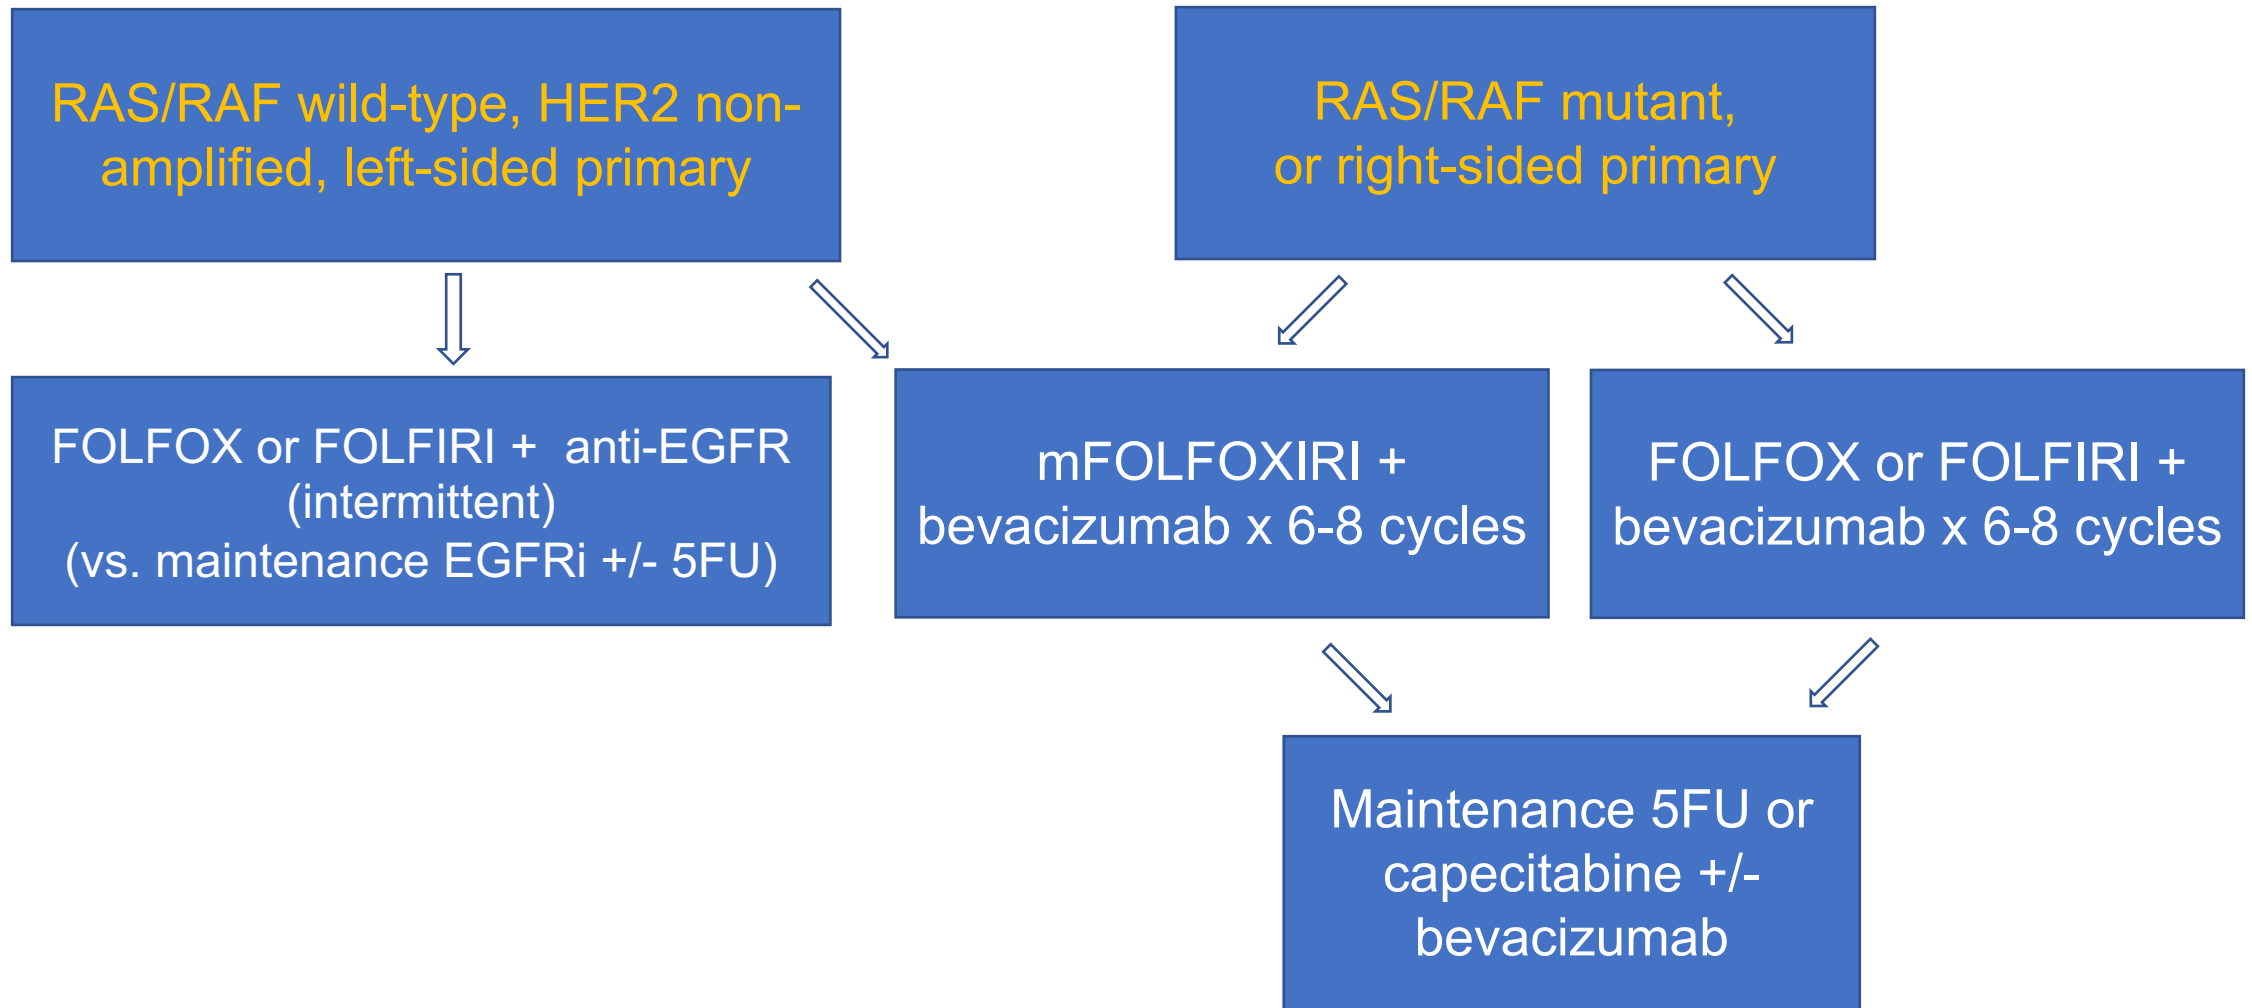 RAS/RAF wild-type, HER2 non-
amplified, left-sided primary
RAS/RAF mutant,
or right-sided primary
FOLFOX or FOLFIRI + anti-EGFR
(intermittent)
(vs. maintenance EGFRi +/- 5FU)
mFOLFOXIRI +
bevacizumab x 6-8 cycles
FOLFOX or FOLFIRI +
bevacizumab x 6-8 cycles
Maintenance 5FU or
capecitabine +/-
bevacizumab